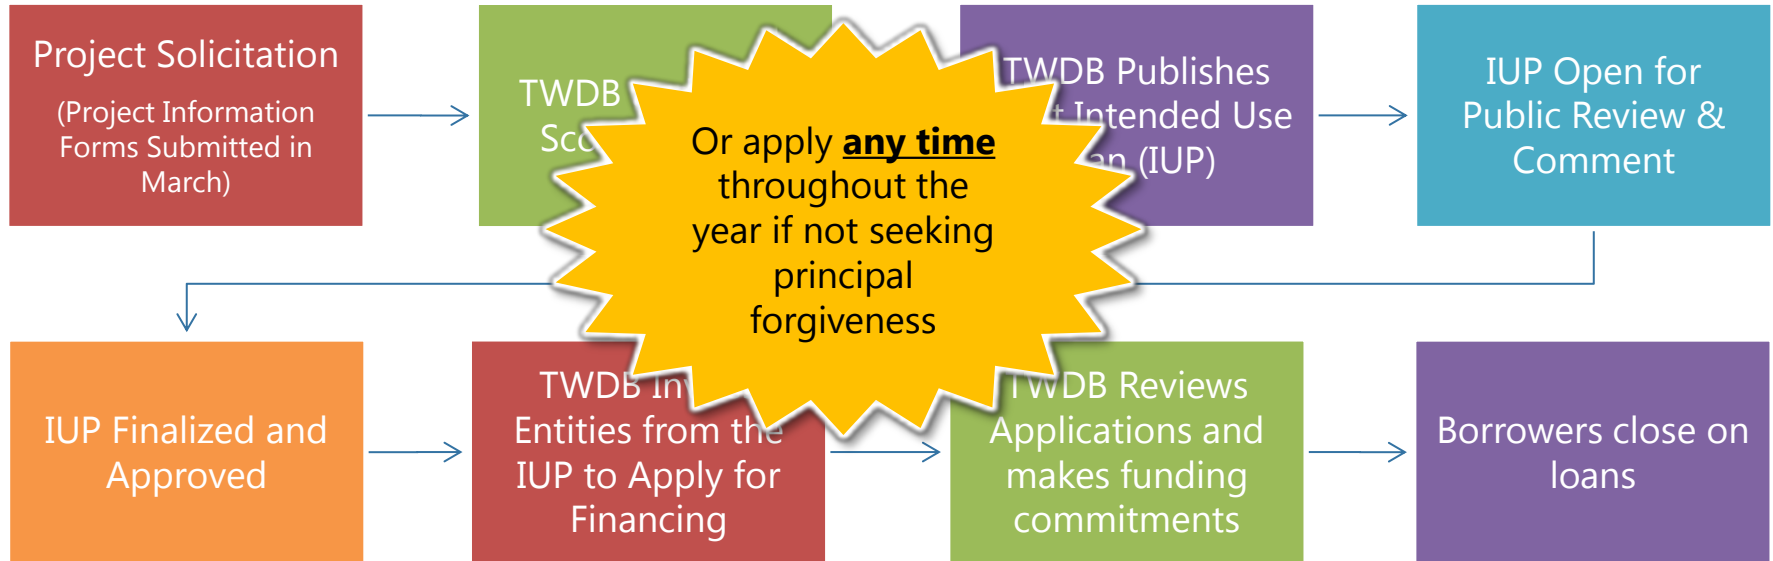 Project Solicitation
(Project Information
Forms Submitted in
March)
TWDB
TWDB Publishes
Intended Use
(IUP)
IUP Open for
Public Review &
Comment
Or apply any time
throughout the
year if not seeking
principal
forgiveness
IUP Finalized and
Approved
TWDB
Entities from the
IUP to Apply for
Financing
TWDB Reviews
Applications and
makes funding
commitments
Borrowers close on
loans